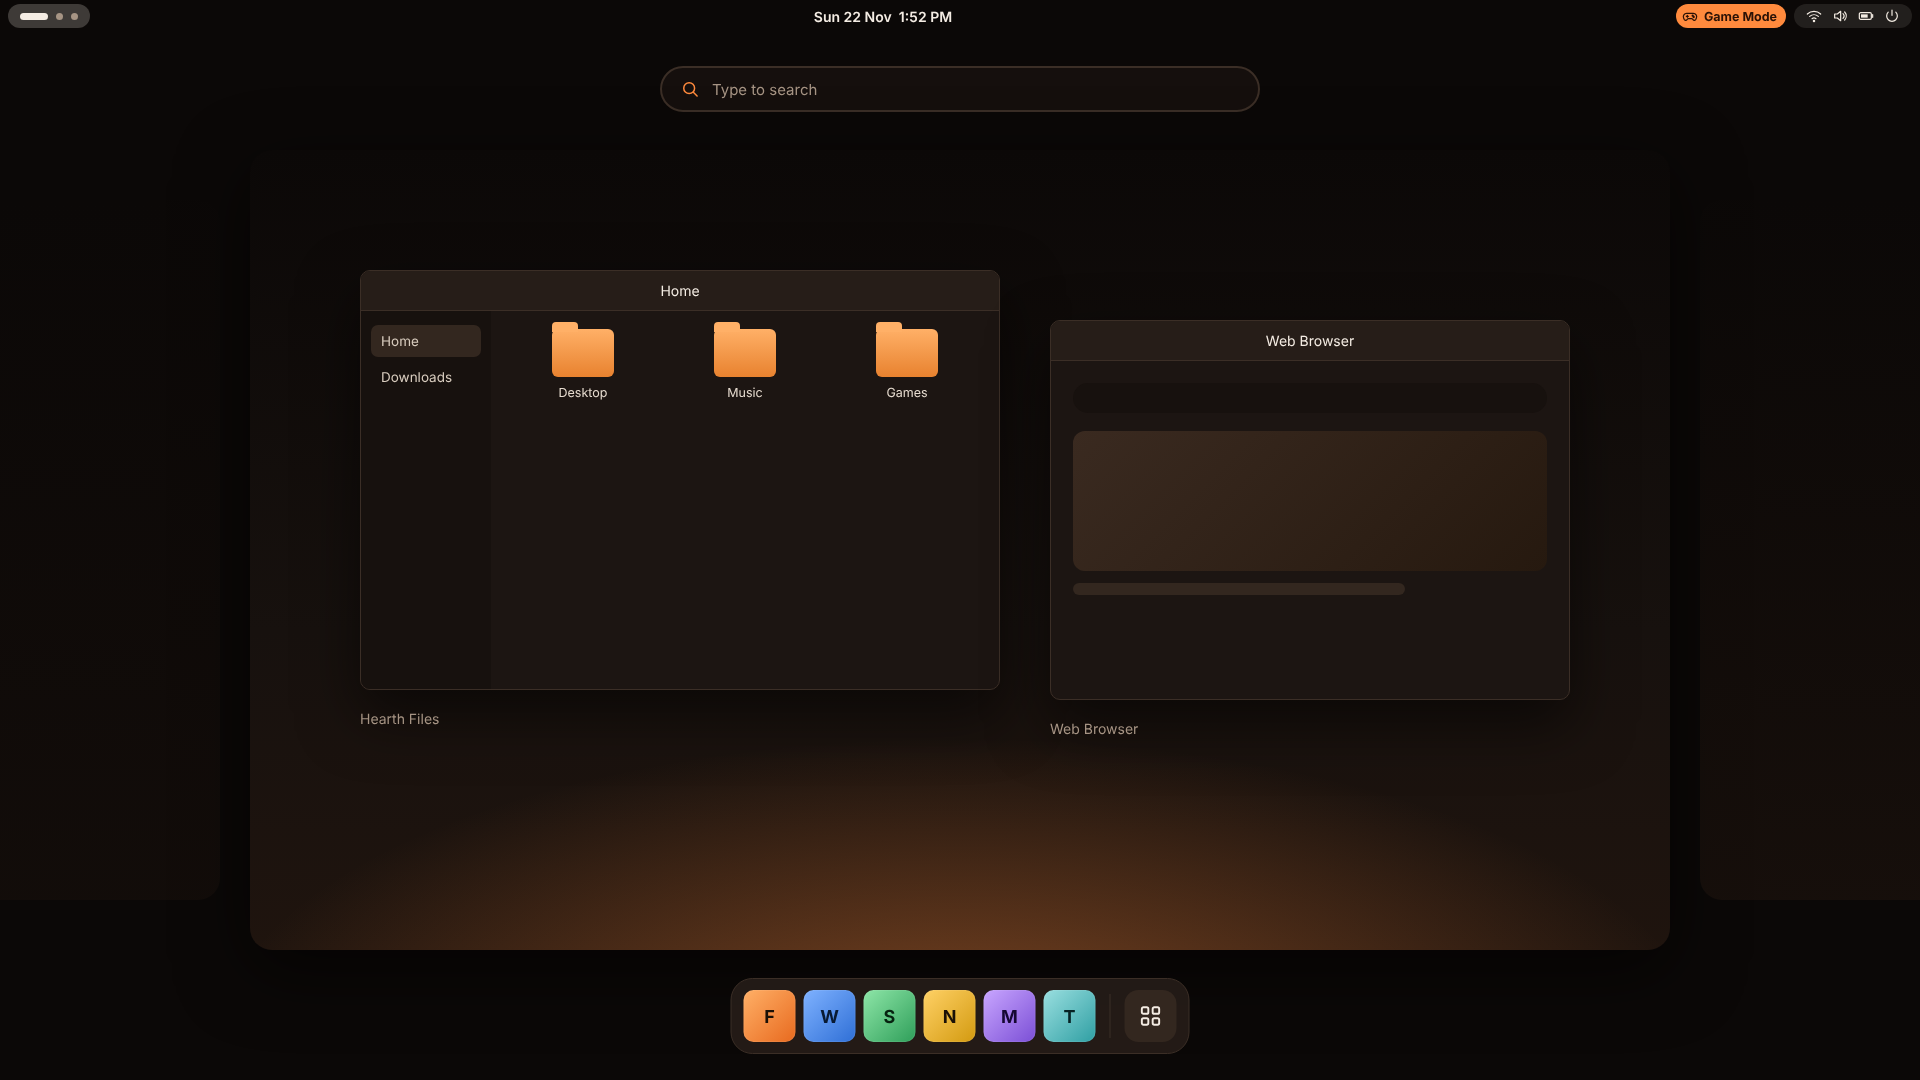 Sun 22 Nov 1:52 PM
Game Mode
Type to search
Home
Home
Downloads
Desktop
Music
Games
Hearth Files
Web Browser
Web Browser
F
W
S
N
M
T